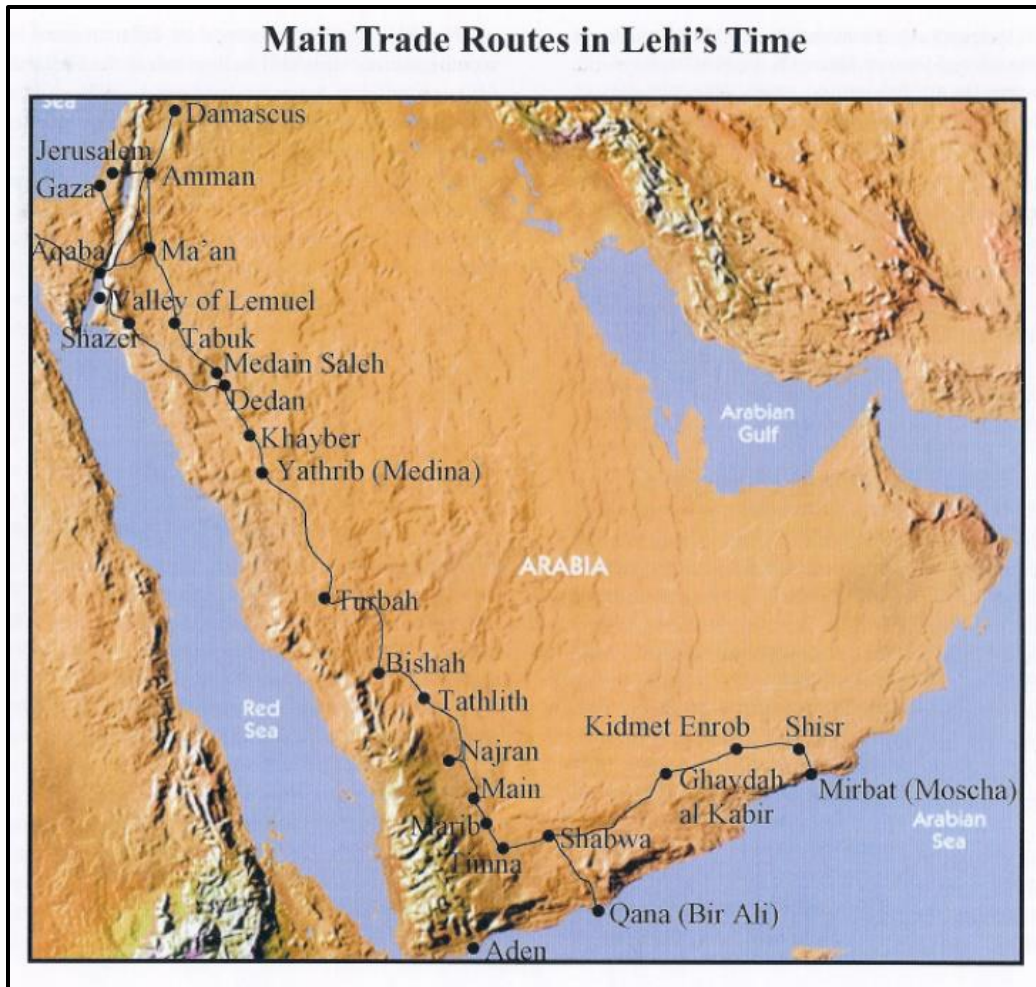 Main Trade Routes in Lehi's Time
Sea
Damascus
Jerusalem
Amman
Gaza
Aqaba
Ma'an
Valley of Lemuel
Shazer
Tabuk
Medain Saleh
Dedan
Khayber
Yathrib (Medina)
Arabian
Gulf
ARABIA
Turbah
Bishah
Red
Sea
Tathlith
Kidmet Enrob
Shisr
Najran
Main
Ghaydah
al Kabir
Mirbat (Moscha)
Arabian
Sea
Marib
Shabwa
Timna
Qana (Bir Ali)
Aden